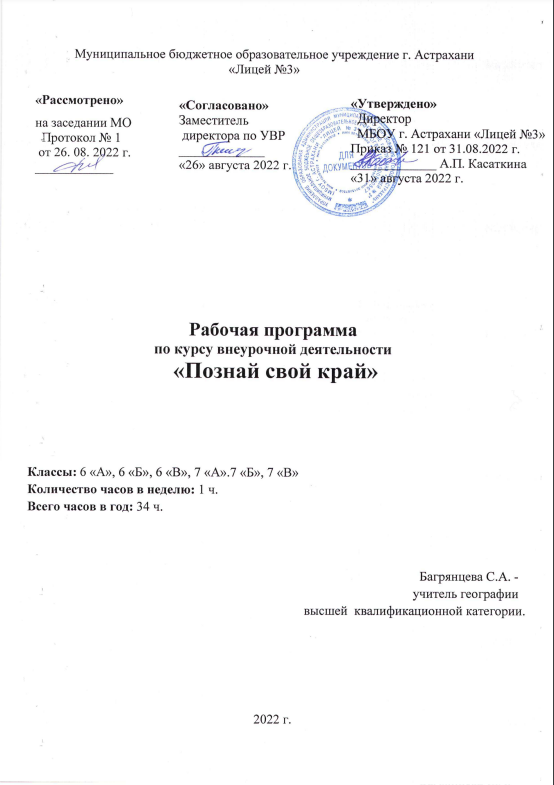 Муниципальное бюджетное образовательное учреждение г. Астрахани
«Лицей №3»
«Рассмотрено»
на заседании МО
Протокол № 1
от 26. 08. 2022 г.
«Согласовано»
Заместитель
директора по УВР
«26» августа 2022 г.
«Утверждено»
Директор
МБОУ г. Астрахани «Лицей №3»
Приказ № 121 от 31.08.2022 г.
А.П. Касаткина
«31» августа 2022 г.
ДЛЯ
ДОКУМЕНТОВ
Рабочая программа
по курсу внеурочной деятельности
«Познай свой край»
Классы: 6 «А», 6 «Б», 6 «В», 7 «А».7 «Б», 7 «В»
Количество часов в неделю: 1 ч.
Всего часов в год: 34 ч.
Багрянцева С.А. -
учитель географии
высшей квалификационной категории.
2022 г.